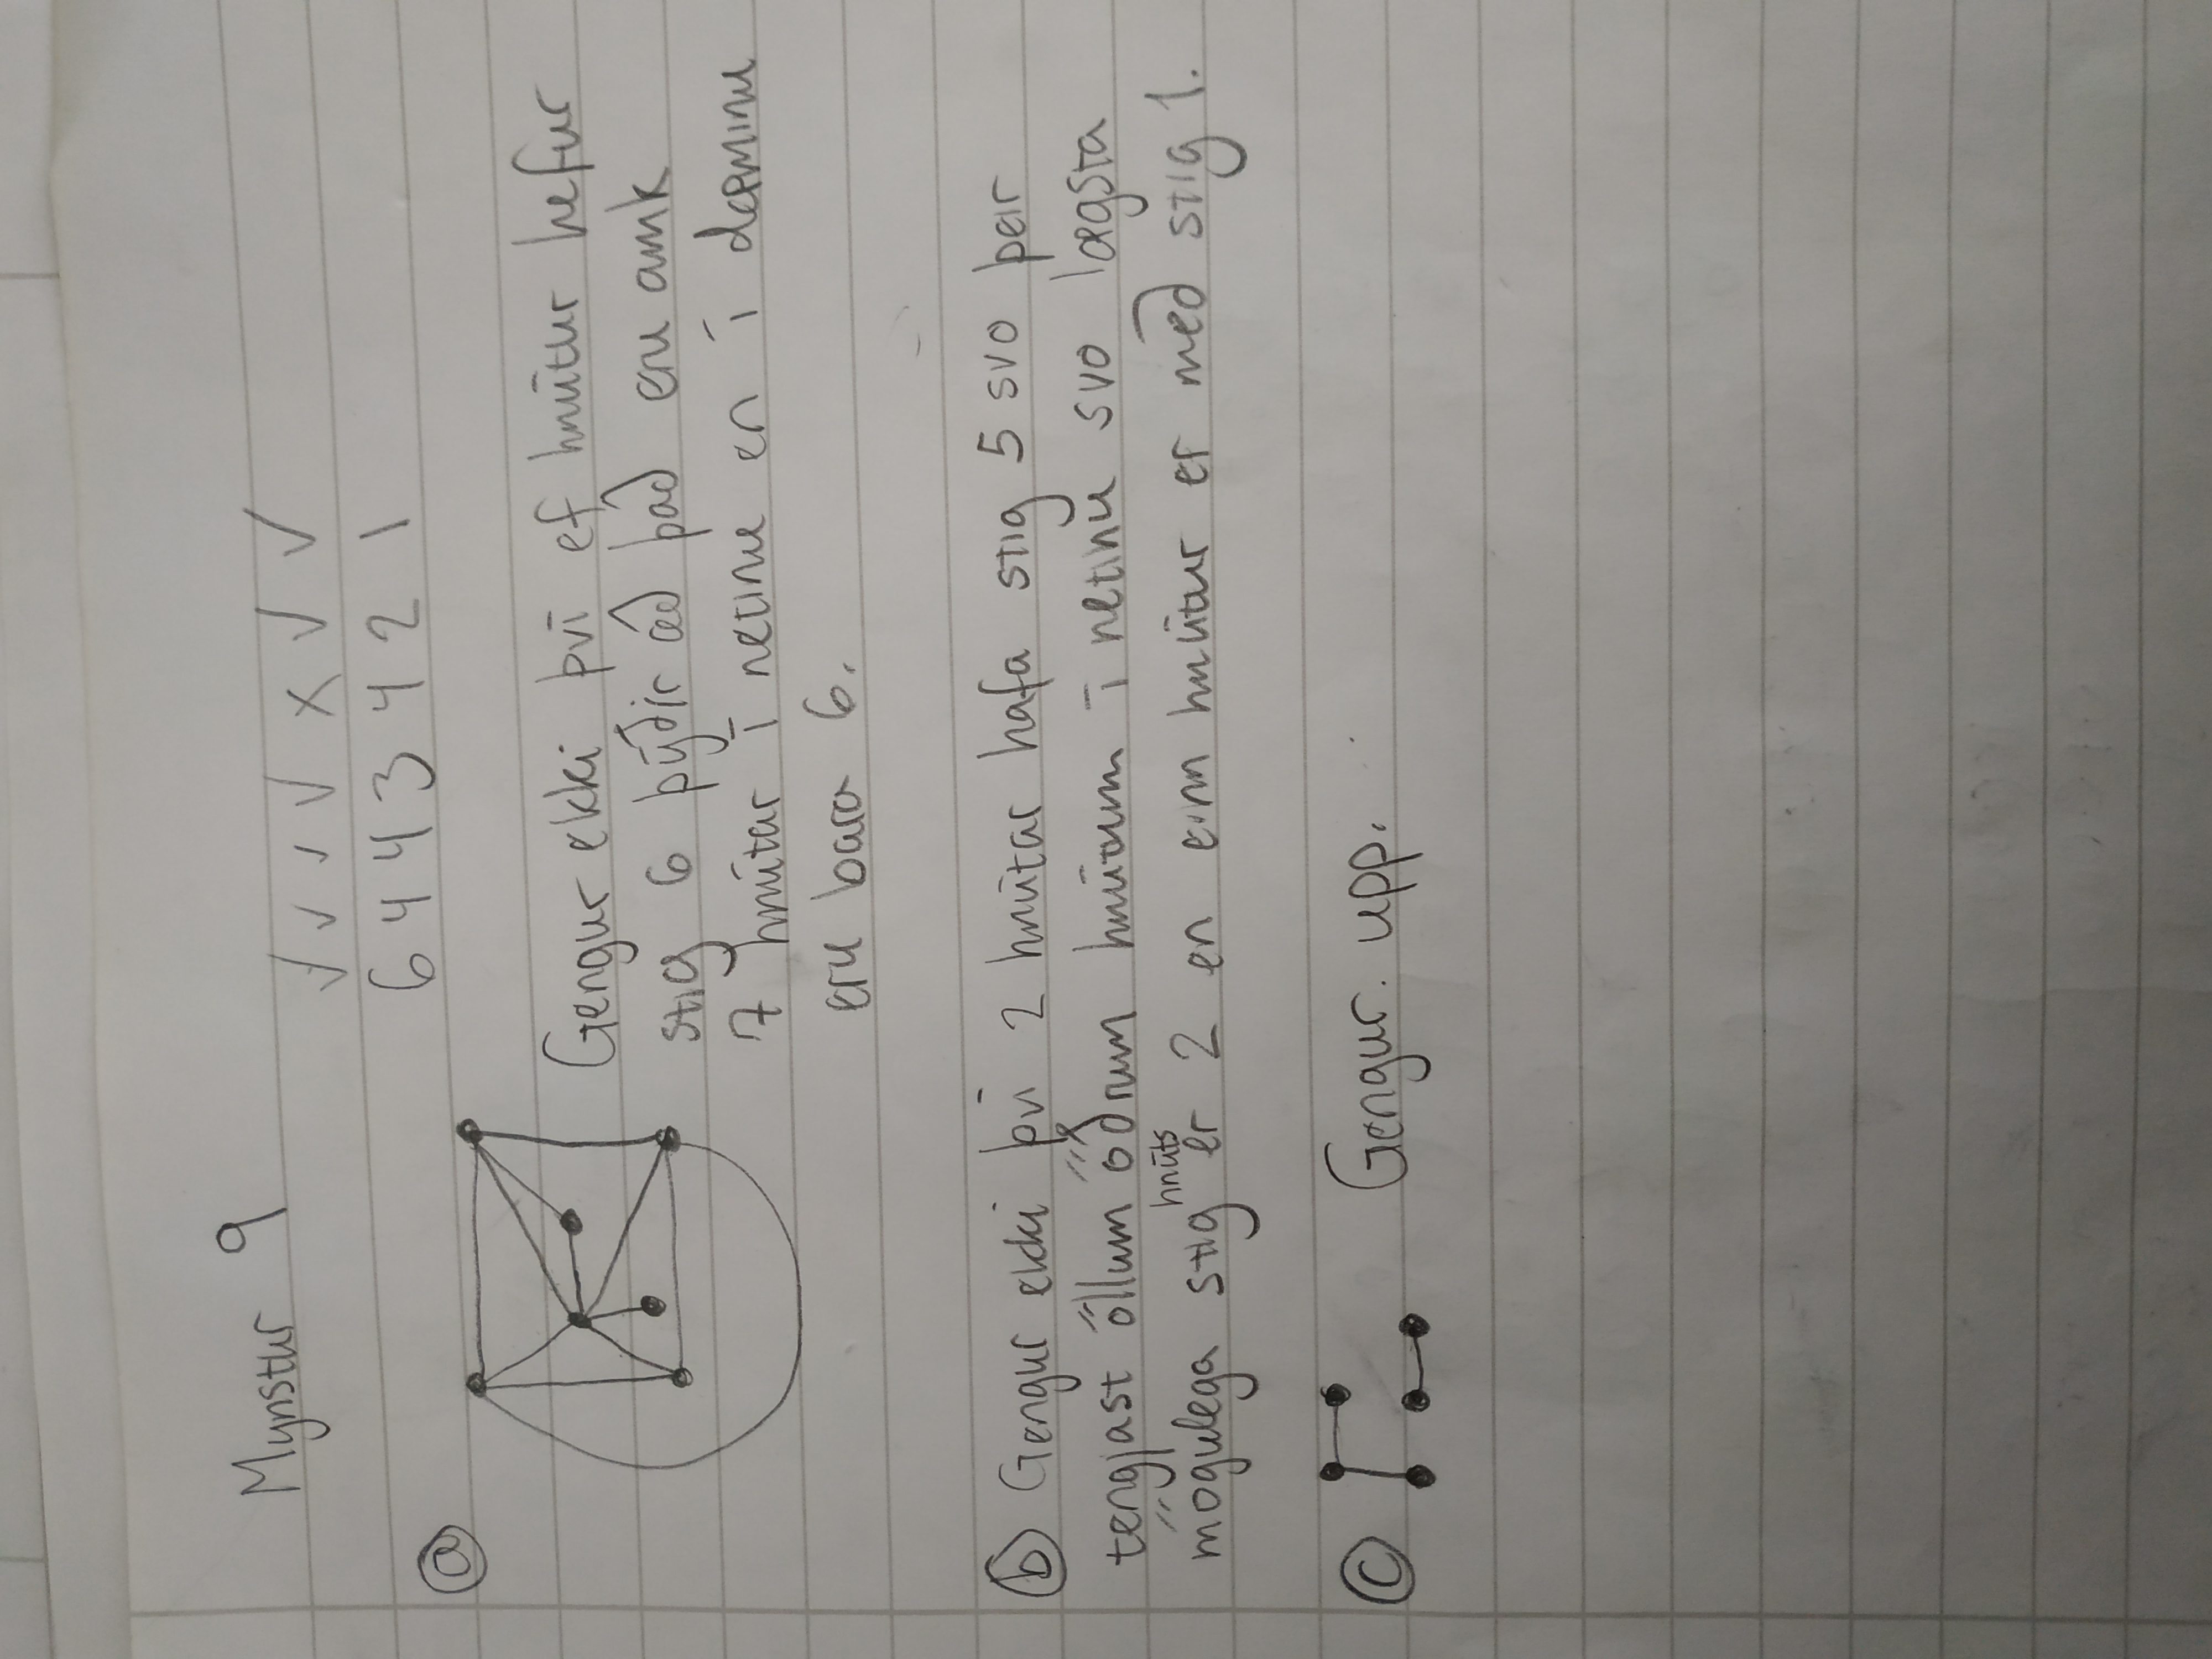 Mynstur 9
✓ ✓ ✓ ✓ x ✓ ✓
6 4 4 3 4 2 1
ⓐ
Gengur ekki því ef hnútur hefur
stig 6 þýðir að það eru amk
7 hnútar í netinu en í dæminu
eru bara 6.
ⓑ Gengur ekki því 2 hnútar hafa stig 5 svo þeir
tengjast öllum öðrum hnútum í netinu svo lægsta
mögulega stig hnúts er 2 en einn hnútur er með stig 1.
ⓒ Gengur. upp.